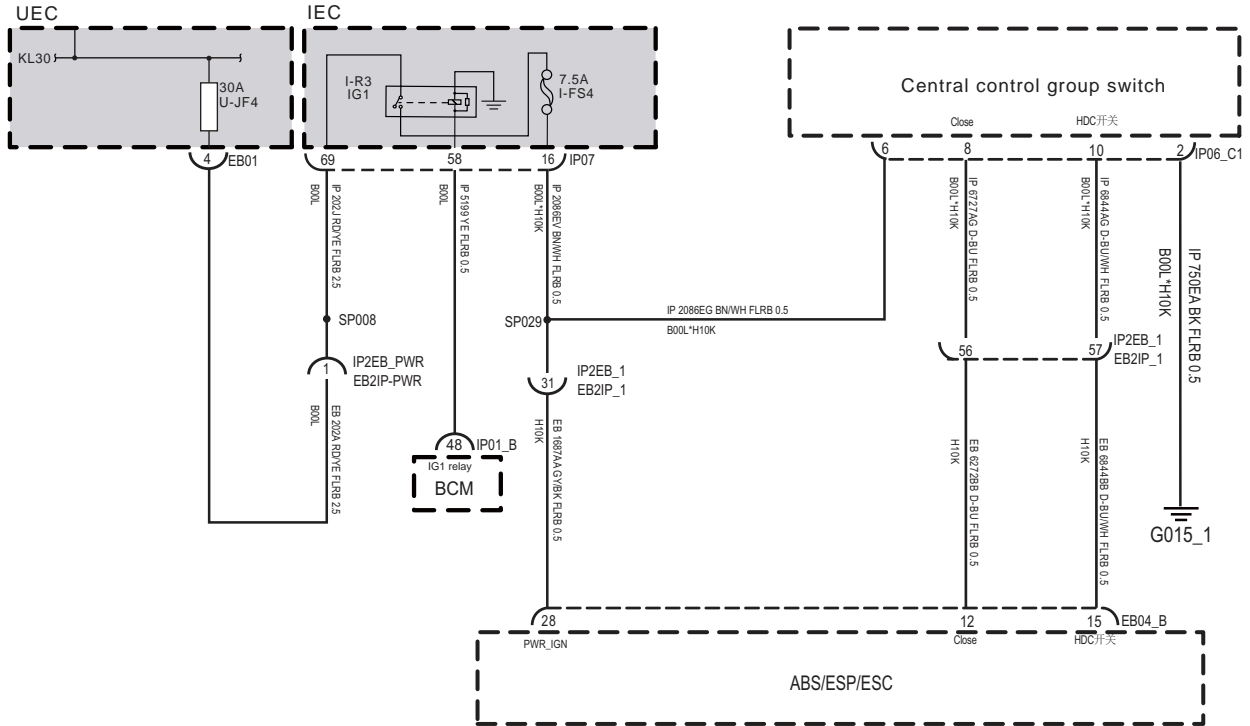 UEC
IEC
KL30
30A
U-JF4
I-R3
IG1
7.5A
I-FS4
Central control group switch
Close
HDC开关
4
EB01
69
58
16
IP07
6
8
10
2
IP06_C1
IP 202J RD/YE FLRB 2.5
B00L
IP 5199 YE FLRB 0.5
B00L
IP 2086EV BN/WH FLRB 0.5
B00L*H10K
IP 6727AG D-BU FLRB 0.5
B00L*H10K
IP 6844AG D-BU/WH FLRB 0.5
B00L*H10K
IP 750EA BK FLRB 0.5
B00L*H10K
SP008
SP029
IP 2086EG BN/WH FLRB 0.5
B00L*H10K
1
IP2EB_PWR
EB2IP-PWR
31
IP2EB_1
EB2IP_1
56
57
IP2EB_1
EB2IP_1
EB 202A RD/YE FLRB 2.5
B00L
48
IP01_B
IG1 relay
BCM
EB 1687AA GY/BK FLRB 0.5
H10K
EB 6272BB D-BU FLRB 0.5
H10K
EB 6844BB D-BU/WH FLRB 0.5
H10K
G015_1
28
12
15
EB04_B
PWR_IGN
Close
HDC开关
ABS/ESP/ESC